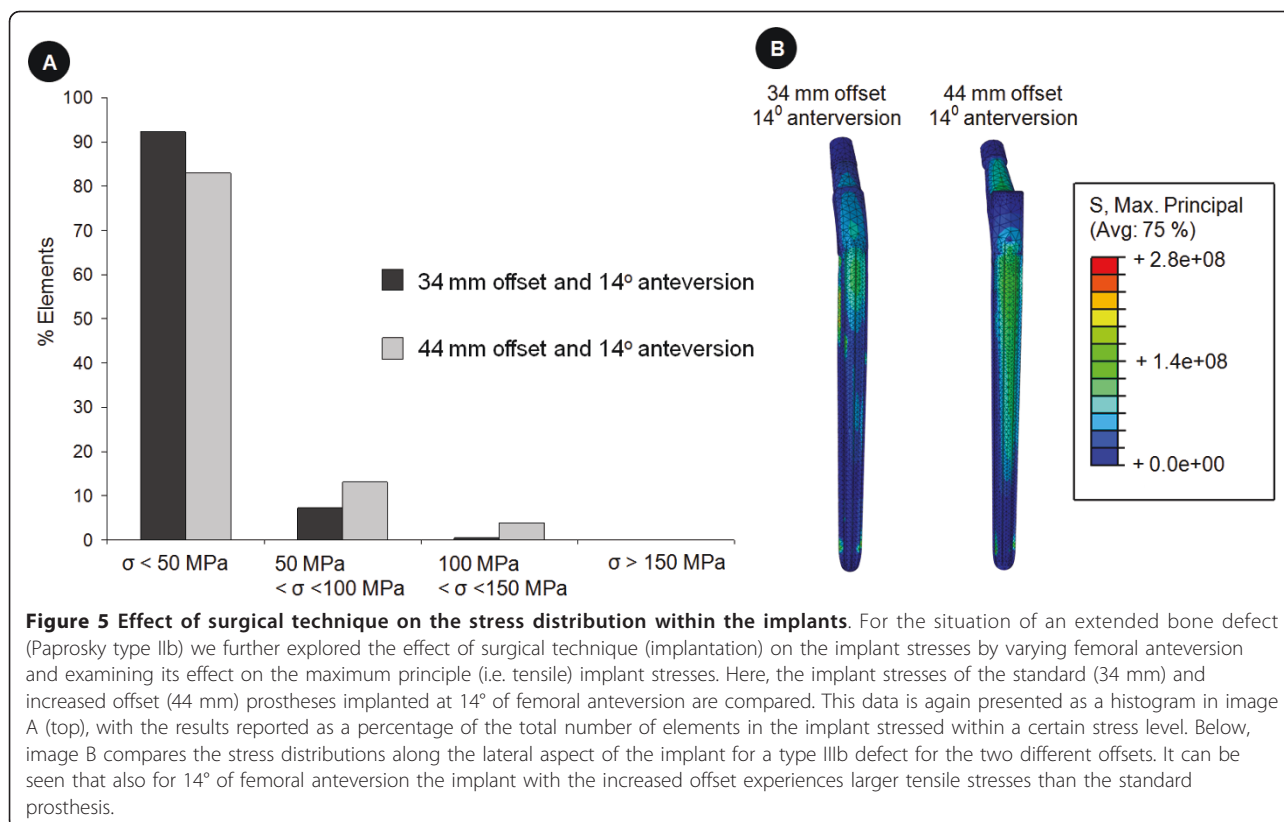 A
100
90
80
70
60
50
40
30
20
10
0
% Elements
σ < 50 MPa
50 MPa
< σ <100 MPa
100 MPa
< σ <150 MPa
σ > 150 MPa
34 mm offset and 14º anteversion
44 mm offset and 14º anteversion
B
34 mm offset
14⁰ anterversion
44 mm offset
14⁰ anterversion
S, Max. Principal
(Avg: 75 %)
+ 2.8e+08
+ 1.4e+08
+ 0.0e+00
Figure 5 Effect of surgical technique on the stress distribution within the implants. For the situation of an extended bone defect
(Paprosky type IIb) we further explored the effect of surgical technique (implantation) on the implant stresses by varying femoral anteversion
and examining its effect on the maximum principle (i.e. tensile) implant stresses. Here, the implant stresses of the standard (34 mm) and
increased offset (44 mm) prostheses implanted at 14° of femoral anteversion are compared. This data is again presented as a histogram in image
A (top), with the results reported as a percentage of the total number of elements in the implant stressed within a certain stress level. Below,
image B compares the stress distributions along the lateral aspect of the implant for a type IIIb defect for the two different offsets. It can be
seen that also for 14° of femoral anteversion the implant with the increased offset experiences larger tensile stresses than the standard
prosthesis.